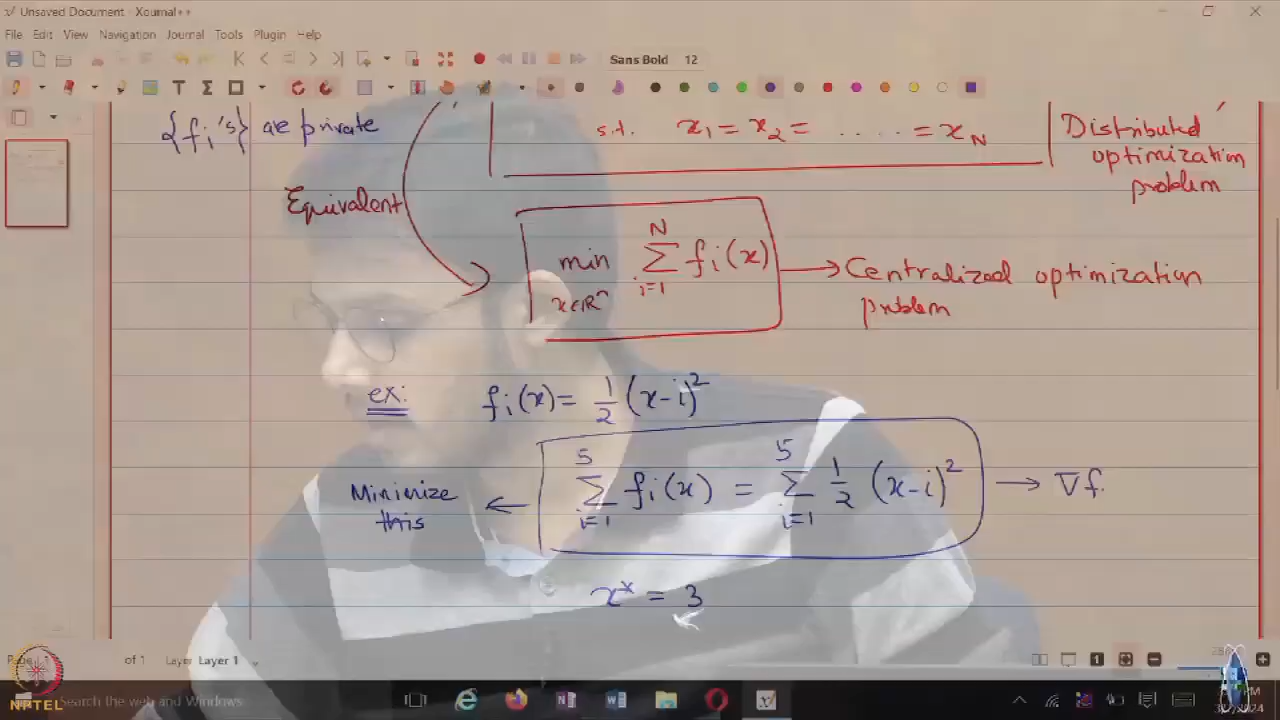 Unsaved Document - Xournal++
File Edit View Navigation Journal Tools Plugin Help
Sans Bold 12
{fi's} are private
s.t. x₁ = x₂ = ..... = x_N
Distributed
optimization
problem
Equivalent
min x∈ℝⁿ ∑ i=1 N fi(x) → Centralized optimization
problem
ex: fi(x) = 1/2 (x-i)²
Minimize
this
← ∑ i=1 5 fi(x) = ∑ i=1 5 1/2 (x-i)² → ∇f.
x* = 3
of 1 Layer Layer 1
NPTEL
Search the web and Windows